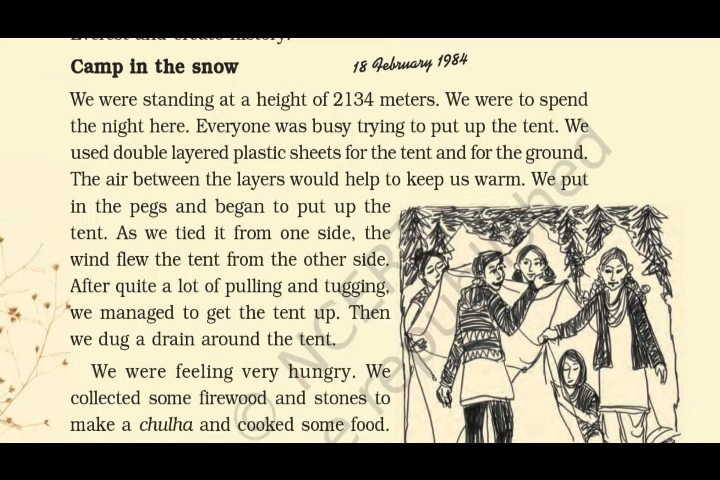 Everest and create history.
Camp in the snow
18 February 1984
We were standing at a height of 2134 meters. We were to spend
the night here. Everyone was busy trying to put up the tent. We
used double layered plastic sheets for the tent and for the ground.
The air between the layers would help to keep us warm. We put
in the pegs and began to put up the
tent. As we tied it from one side, the
wind flew the tent from the other side.
After quite a lot of pulling and tugging,
we managed to get the tent up. Then
we dug a drain around the tent.
We were feeling very hungry. We
collected some firewood and stones to
make a chulha and cooked some food.
© NCERT
e republished